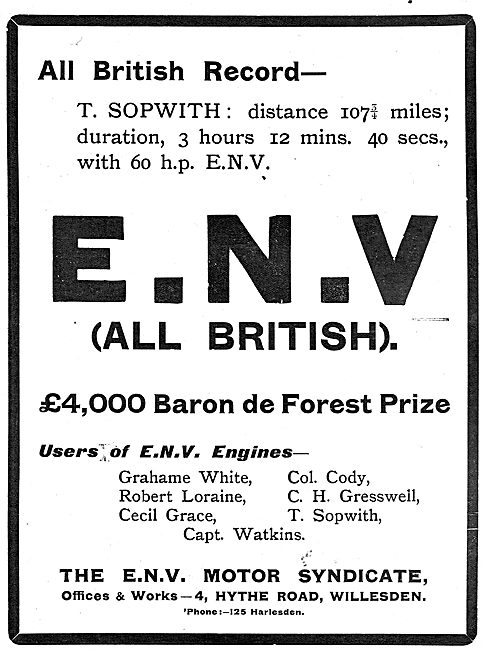 All British Record—
T. SOPWITH: distance 107¾ miles;
duration, 3 hours 12 mins. 40 secs.,
with 60 h.p. E.N.V.
E.N.V
(ALL BRITISH).
£4,000 Baron de Forest Prize
Users of E.N.V. Engines—
Grahame White, Col. Cody,
Robert Loraine, C. H. Gresswell,
Cecil Grace, T. Sopwith,
Capt. Watkins.
THE E.N.V. MOTOR SYNDICATE,
Offices & Works—4, HYTHE ROAD, WILLESDEN.
'Phone:—125 Harlesden.